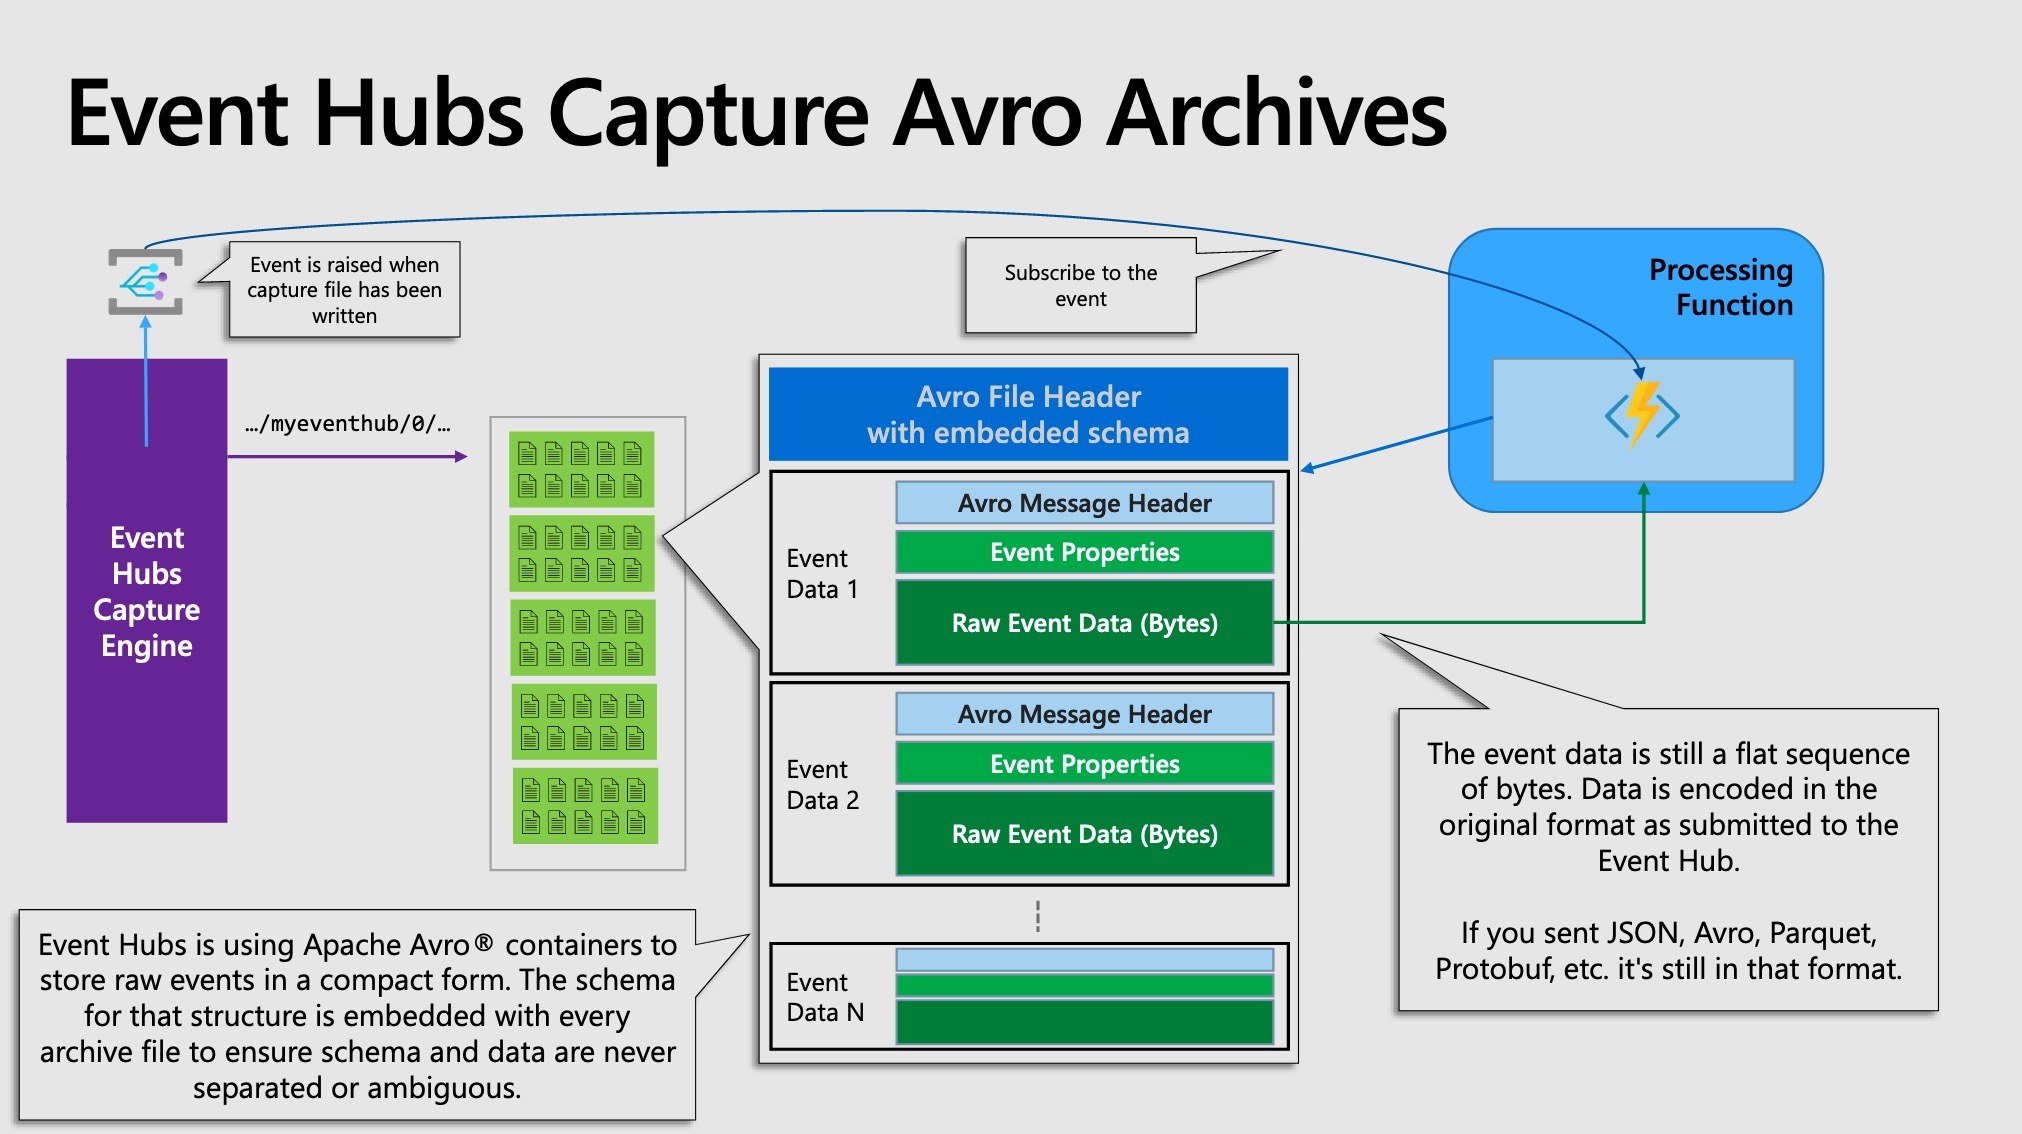 Event Hubs Capture Avro Archives
Event is raised when
capture file has been
written
Subscribe to the
event
Processing
Function
…/myeventhub/0/…
Event
Hubs
Capture
Engine
Avro File Header
with embedded schema
Event
Data 1
Avro Message Header
Event Properties
Raw Event Data (Bytes)
Event
Data 2
Avro Message Header
Event Properties
Raw Event Data (Bytes)
Event
Data N
The event data is still a flat sequence
of bytes. Data is encoded in the
original format as submitted to the
Event Hub.
If you sent JSON, Avro, Parquet,
Protobuf, etc. it's still in that format.
Event Hubs is using Apache Avro® containers to
store raw events in a compact form. The schema
for that structure is embedded with every
archive file to ensure schema and data are never
separated or ambiguous.